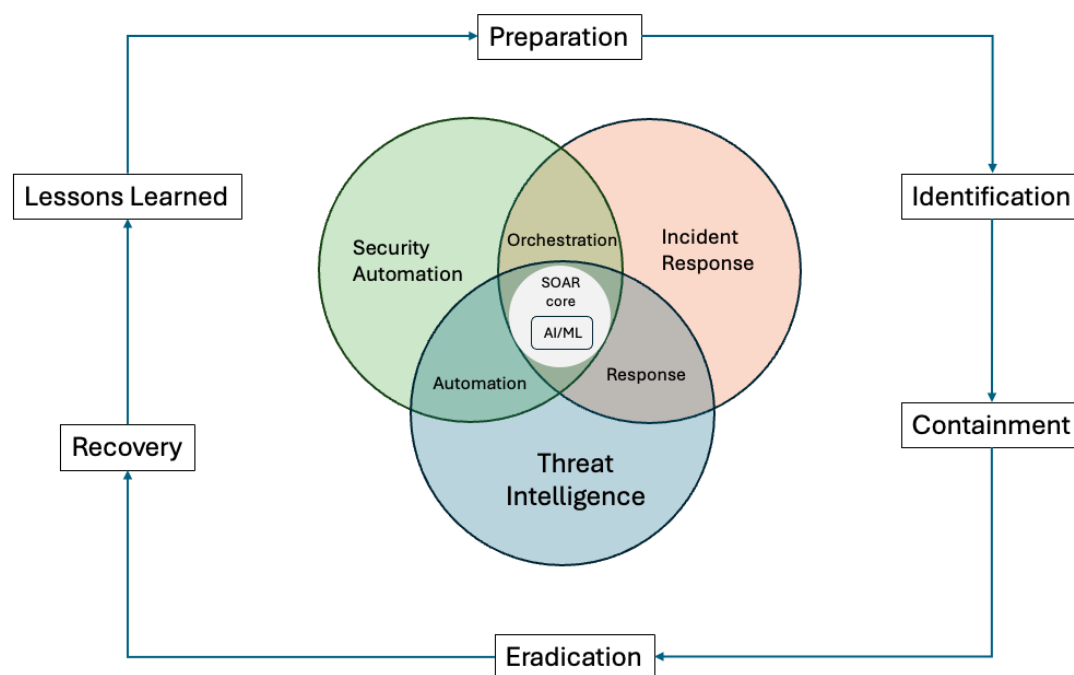 Preparation
Lessons Learned
Identification
Security
Automation
Orchestration
Incident
Response
SOAR
core
AI/ML
Automation
Response
Recovery
Containment
Threat
Intelligence
Eradication